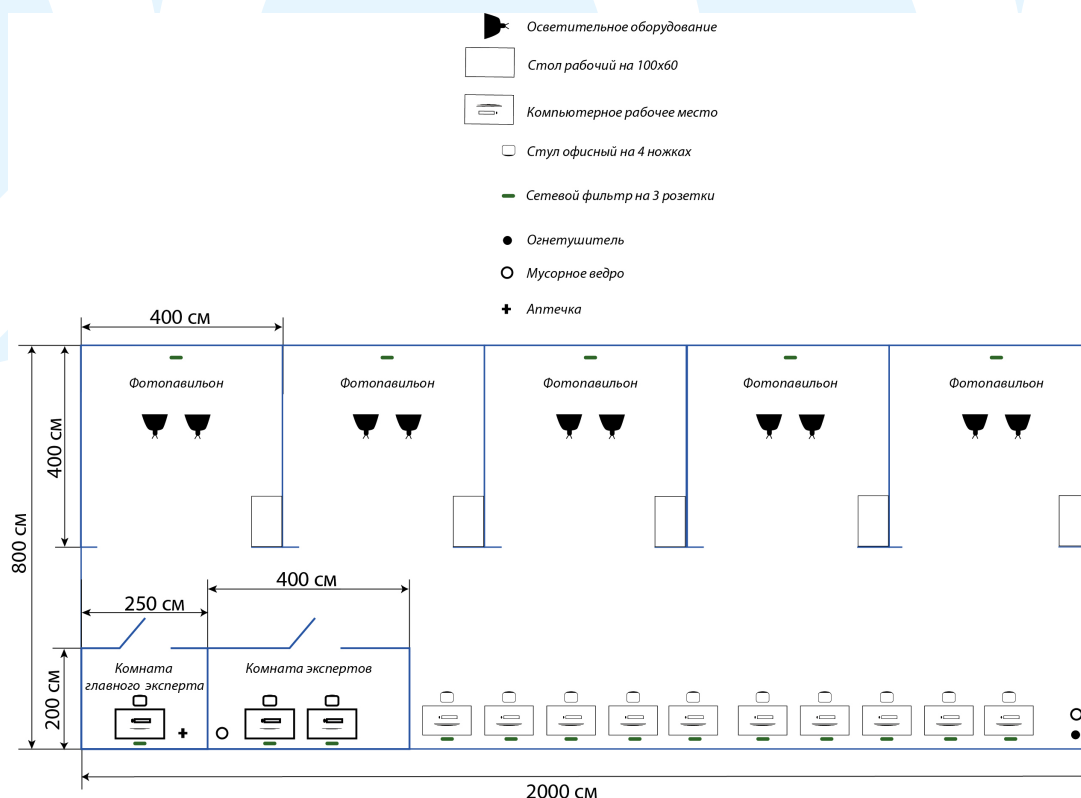 Осветительное оборудование
Стол рабочий на 100x60
Компьютерное рабочее место
Стул офисный на 4 ножках
Сетевой фильтр на 3 розетки
Огнетушитель
Мусорное ведро
Аптечка
400 см
Фотопавильон Фотопавильон Фотопавильон Фотопавильон Фотопавильон
400 см
800 см
400 см
250 см
Комната
главного эксперта
Комната экспертов
200 см
2000 см